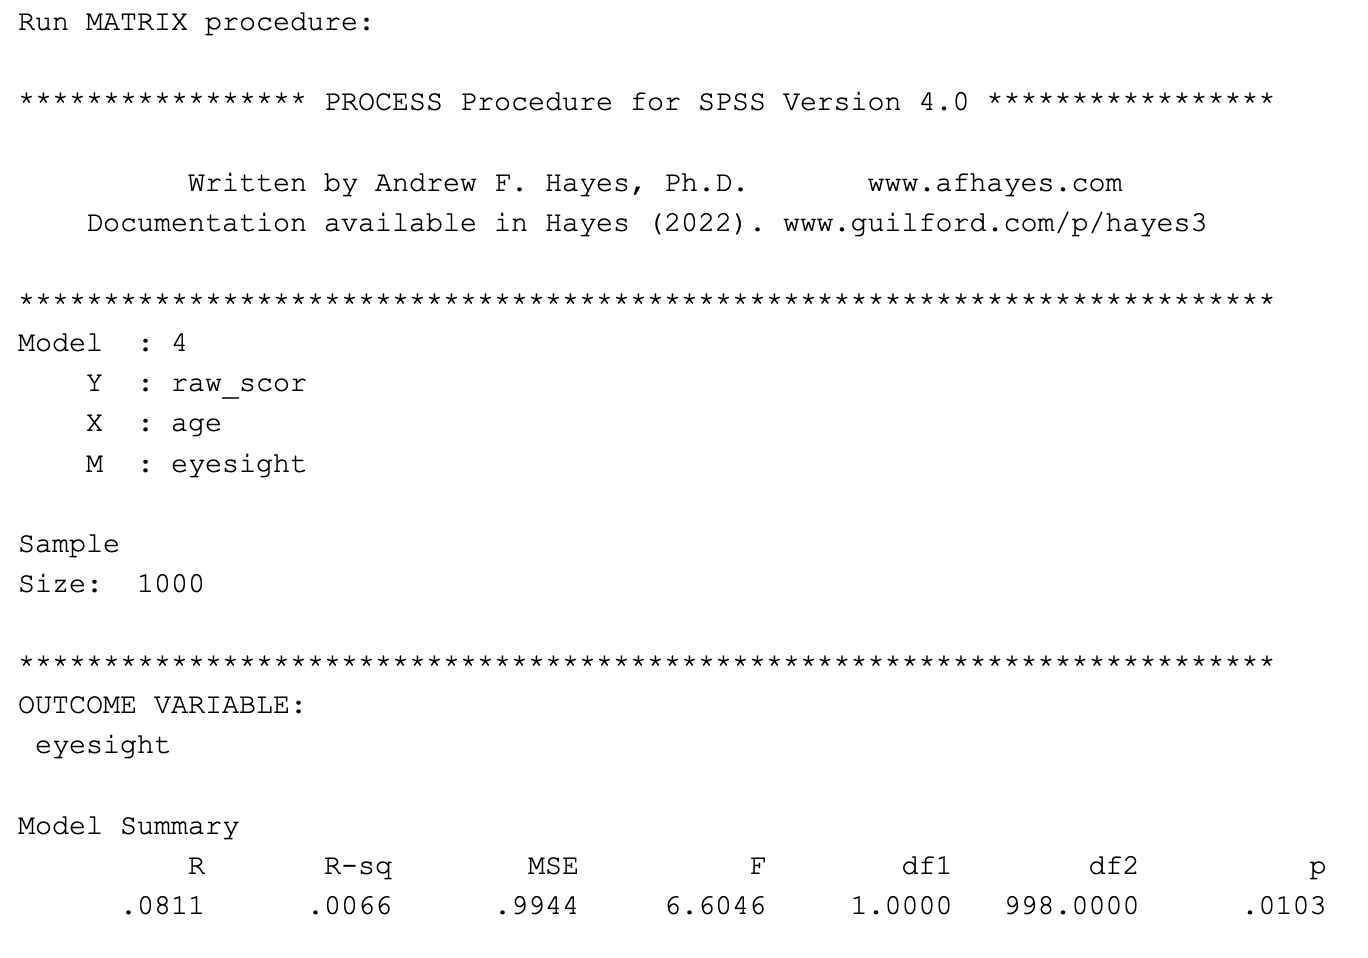 Run MATRIX procedure:
***************** PROCESS Procedure for SPSS Version 4.0 *****************
Written by Andrew F. Hayes, Ph.D. www.afhayes.com
Documentation available in Hayes (2022). www.guilford.com/p/hayes3
**************************************************************************
Model : 4
Y : raw_scor
X : age
M : eyesight
Sample
Size: 1000
**************************************************************************
OUTCOME VARIABLE:
eyesight
Model Summary
R R-sq MSE F df1 df2 p
.0811 .0066 .9944 6.6046 1.0000 998.0000 .0103